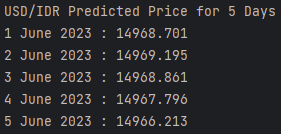 USD/IDR Predicted Price for 5 Days
1 June 2023 : 14968.701
2 June 2023 : 14969.195
3 June 2023 : 14968.861
4 June 2023 : 14967.796
5 June 2023 : 14966.213